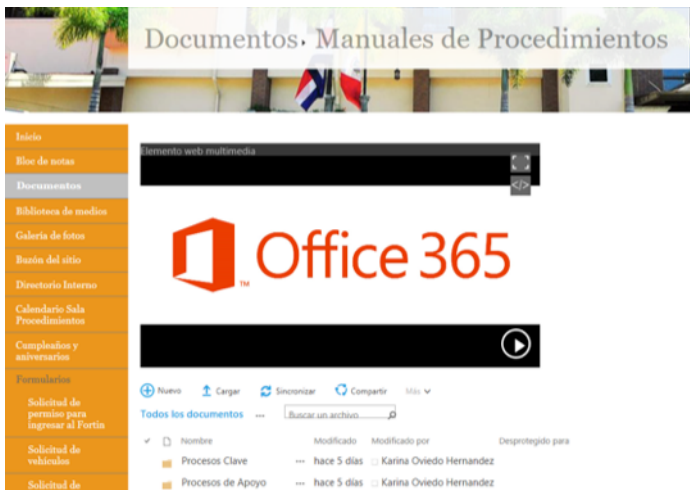 Documentos › Manuales de Procedimientos
Inicio
Bloc de notas
Documentos
Biblioteca de medios
Galería de fotos
Buzón del sitio
Directorio Interno
Calendario Sala
Procedimientos
Cumpleaños y
aniversarios
Formularios
Solicitud de
permiso para
ingresar al Fortín
Solicitud de
vehículos
Solicitud de
Elemento web multimedia
Office 365
TM
Nuevo Cargar Sincronizar Compartir Más
Todos los documentos ... Buscar un archivo
Nombre Modificado Modificado por Desprotegido para
Procesos Clave ... hace 5 días Karina Oviedo Hernandez
Procesos de Apoyo ... hace 5 días Karina Oviedo Hernandez